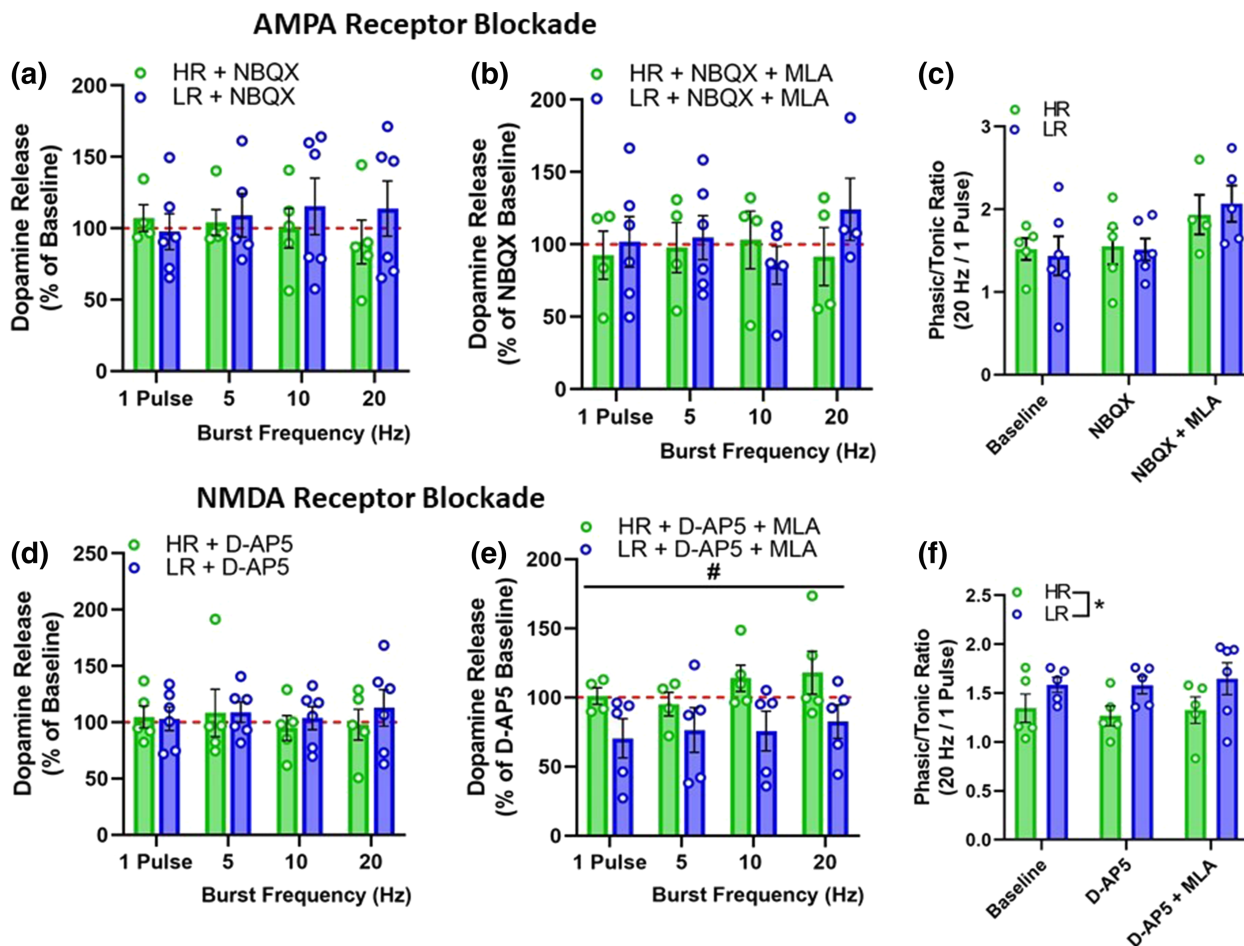 AMPA Receptor Blockade
(a)
HR + NBQX
LR + NBQX
Dopamine Release
(% of Baseline)
200
150
100
50
0
1 Pulse 5 10 20
Burst Frequency (Hz)
(b)
HR + NBQX + MLA
LR + NBQX + MLA
Dopamine Release
(% of NBQX Baseline)
200
150
100
50
0
1 Pulse 5 10 20
Burst Frequency (Hz)
(c)
HR
LR
Phasic/Tonic Ratio
(20 Hz / 1 Pulse)
3
2
1
0
Baseline
NBQX
NBQX + MLA
NMDA Receptor Blockade
(d)
HR + D-AP5
LR + D-AP5
Dopamine Release
(% of Baseline)
250
200
150
100
50
0
1 Pulse 5 10 20
Burst Frequency (Hz)
(e)
HR + D-AP5 + MLA
LR + D-AP5 + MLA
#
Dopamine Release
(% of D-AP5 Baseline)
200
150
100
50
0
1 Pulse 5 10 20
Burst Frequency (Hz)
(f)
HR
LR
*
Phasic/Tonic Ratio
(20 Hz / 1 Pulse)
2.5
2.0
1.5
1.0
0.5
0.0
Baseline
D-AP5
D-AP5 + MLA